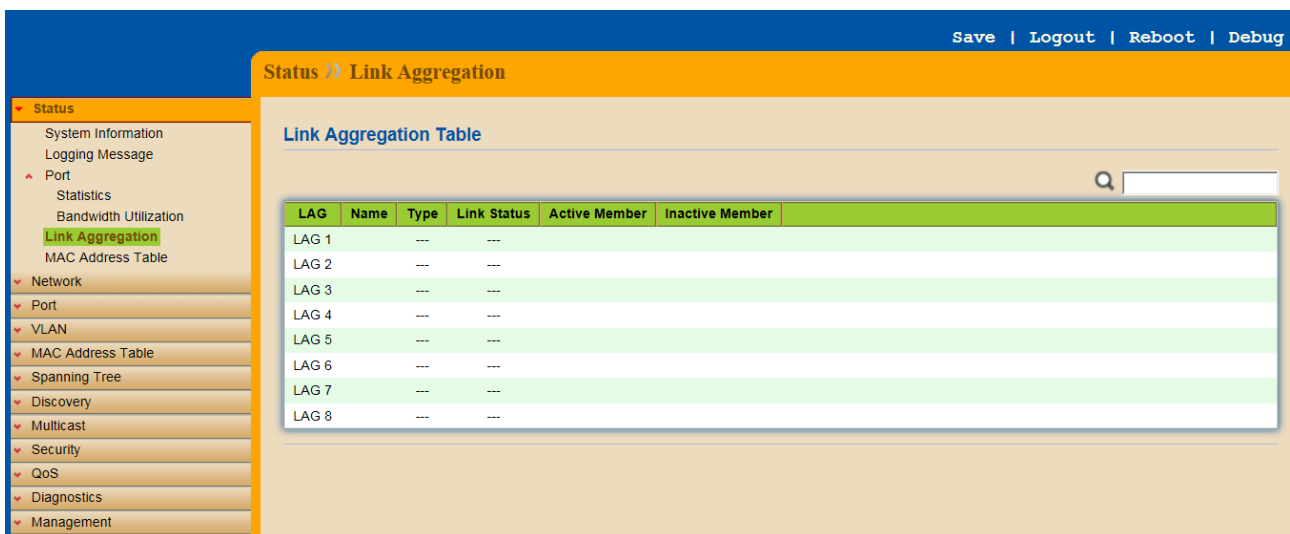 Save | Logout | Reboot | Debug
Status » Link Aggregation
Status
System Information
Logging Message
Port
Statistics
Bandwidth Utilization
Link Aggregation
MAC Address Table
Network
Port
VLAN
MAC Address Table
Spanning Tree
Discovery
Multicast
Security
QoS
Diagnostics
Management
Link Aggregation Table
LAG Name Type Link Status Active Member Inactive Member
LAG 1 --- ---
LAG 2 --- ---
LAG 3 --- ---
LAG 4 --- ---
LAG 5 --- ---
LAG 6 --- ---
LAG 7 --- ---
LAG 8 --- ---